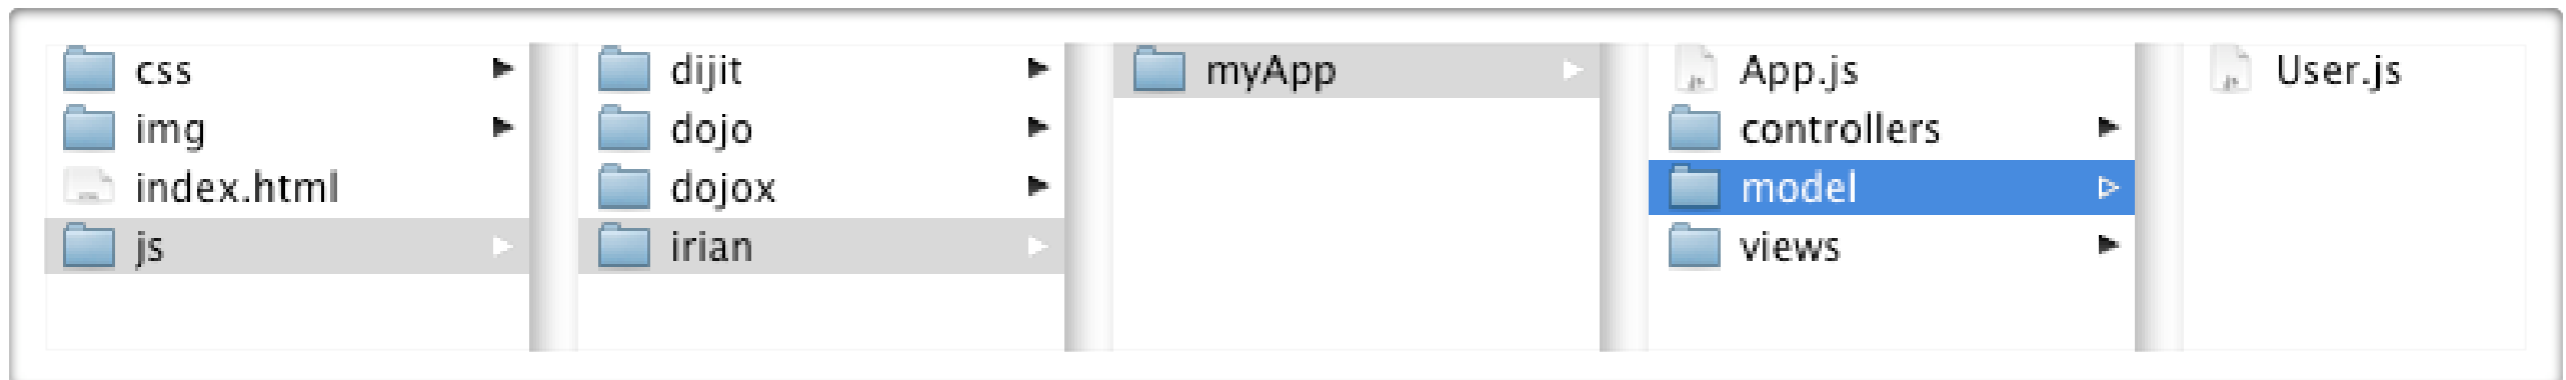 css
img
index.html
js
dijit
dojo
dojox
irian
myApp
App.js
controllers
model
views
User.js